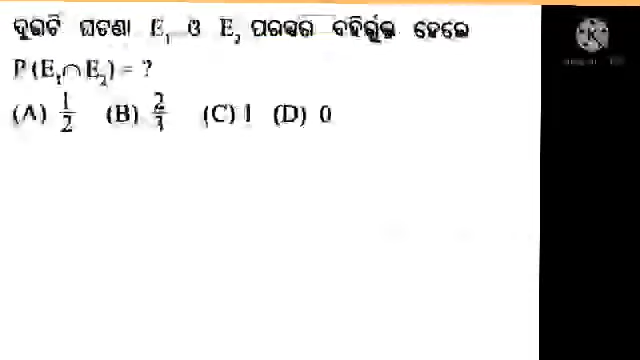 ଦୁଇଟି ଘଟଣା E₁ ଓ E₂ ପରସ୍ପର ବହିର୍ଭୁକ୍ତ ହେଲେ
P (E₁∩E₂) = ?
(A) 1/2 (B) 2/3 (C) 1 (D) 0
K